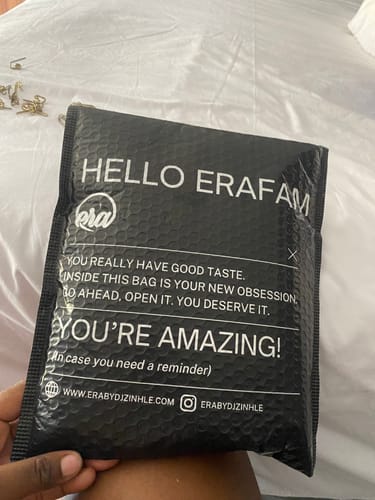 HELLO ERAFAM
era
YOU REALLY HAVE GOOD TASTE.
INSIDE THIS BAG IS YOUR NEW OBSESSION.
GO AHEAD, OPEN IT. YOU DESERVE IT.
YOU'RE AMAZING!
(In case you need a reminder)
WWW.ERABYDJZINHLE.COM ERABYDJZINHLE